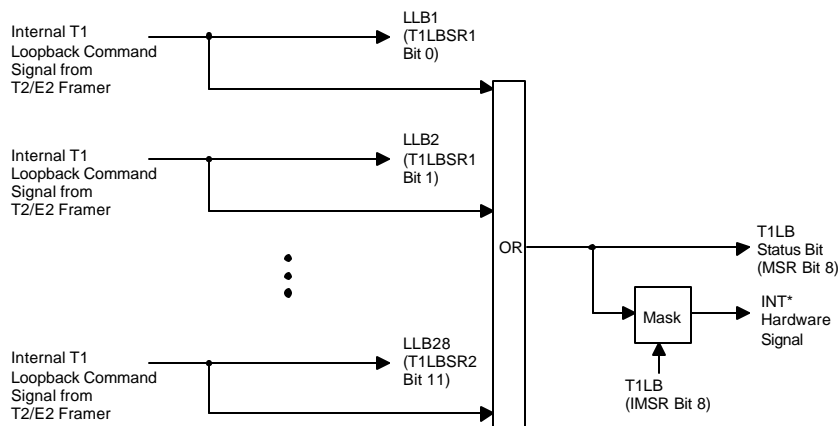 LLB1
(T1LBSR1
Bit 0)
Internal T1
Loopback Command
Signal from
T2/E2 Framer
LLB2
(T1LBSR1
Bit 1)
Internal T1
Loopback Command
Signal from
T2/E2 Framer
OR
T1LB
Status Bit
(MSR Bit 8)
Mask
INT*
Hardware
Signal
T1LB
(IMSR Bit 8)
LLB28
(T1LBSR2
Bit 11)
Internal T1
Loopback Command
Signal from
T2/E2 Framer